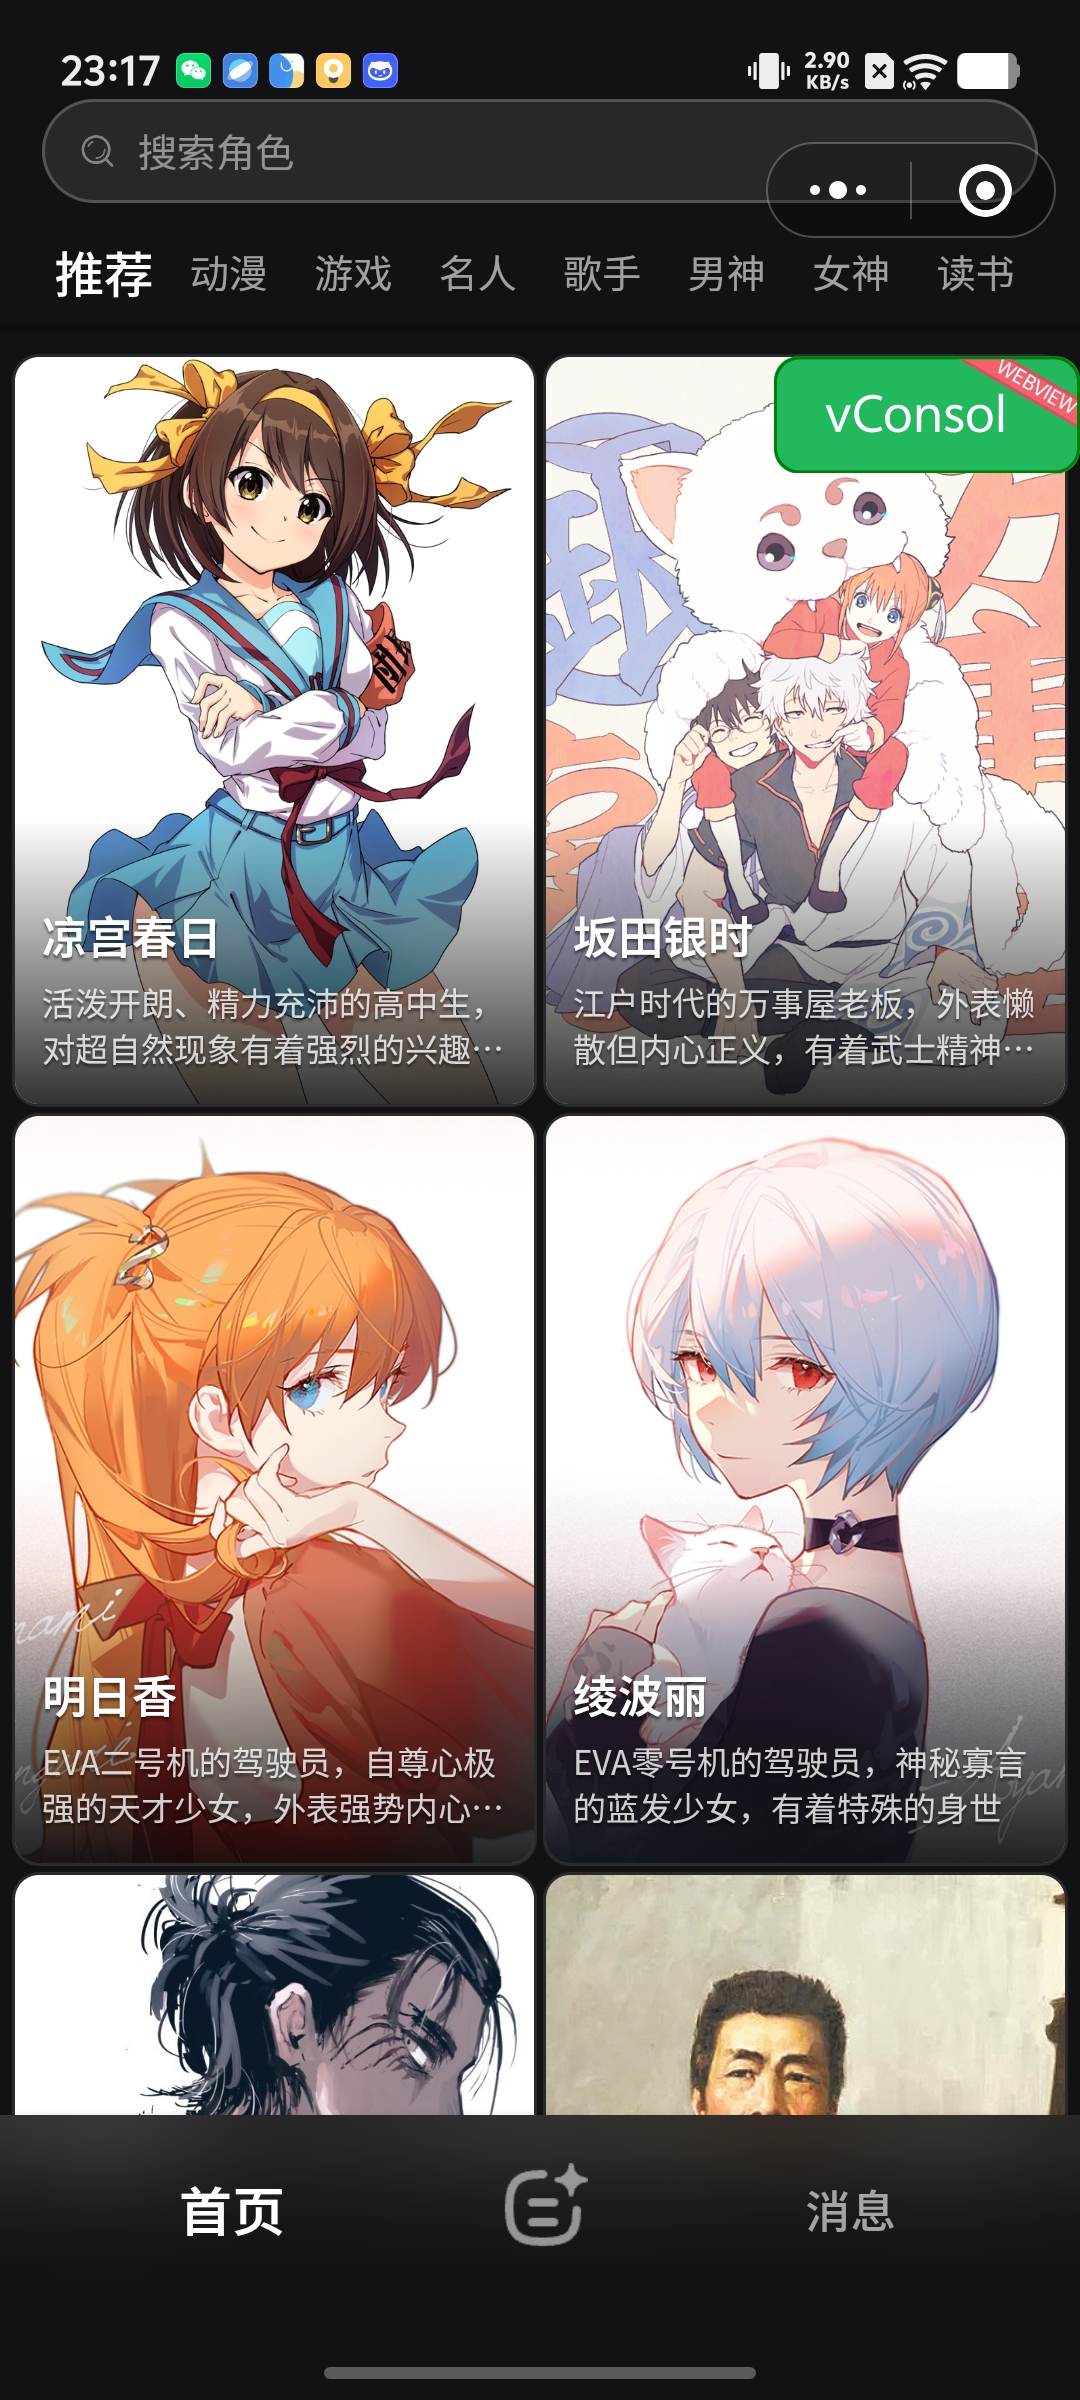 23:17
2.90
KB/s
搜索角色
推荐 动漫 游戏 名人 歌手 男神 女神 读书
WEBVIEW
vConsol
凉宫春日
活泼开朗、精力充沛的高中生，
对超自然现象有着强烈的兴趣…
坂田银时
江户时代的万事屋老板，外表懒
散但内心正义，有着武士精神…
明日香
EVA二号机的驾驶员，自尊心极
强的天才少女，外表强势内心…
绫波丽
EVA零号机的驾驶员，神秘寡言
的蓝发少女，有着特殊的身世
首页
消息